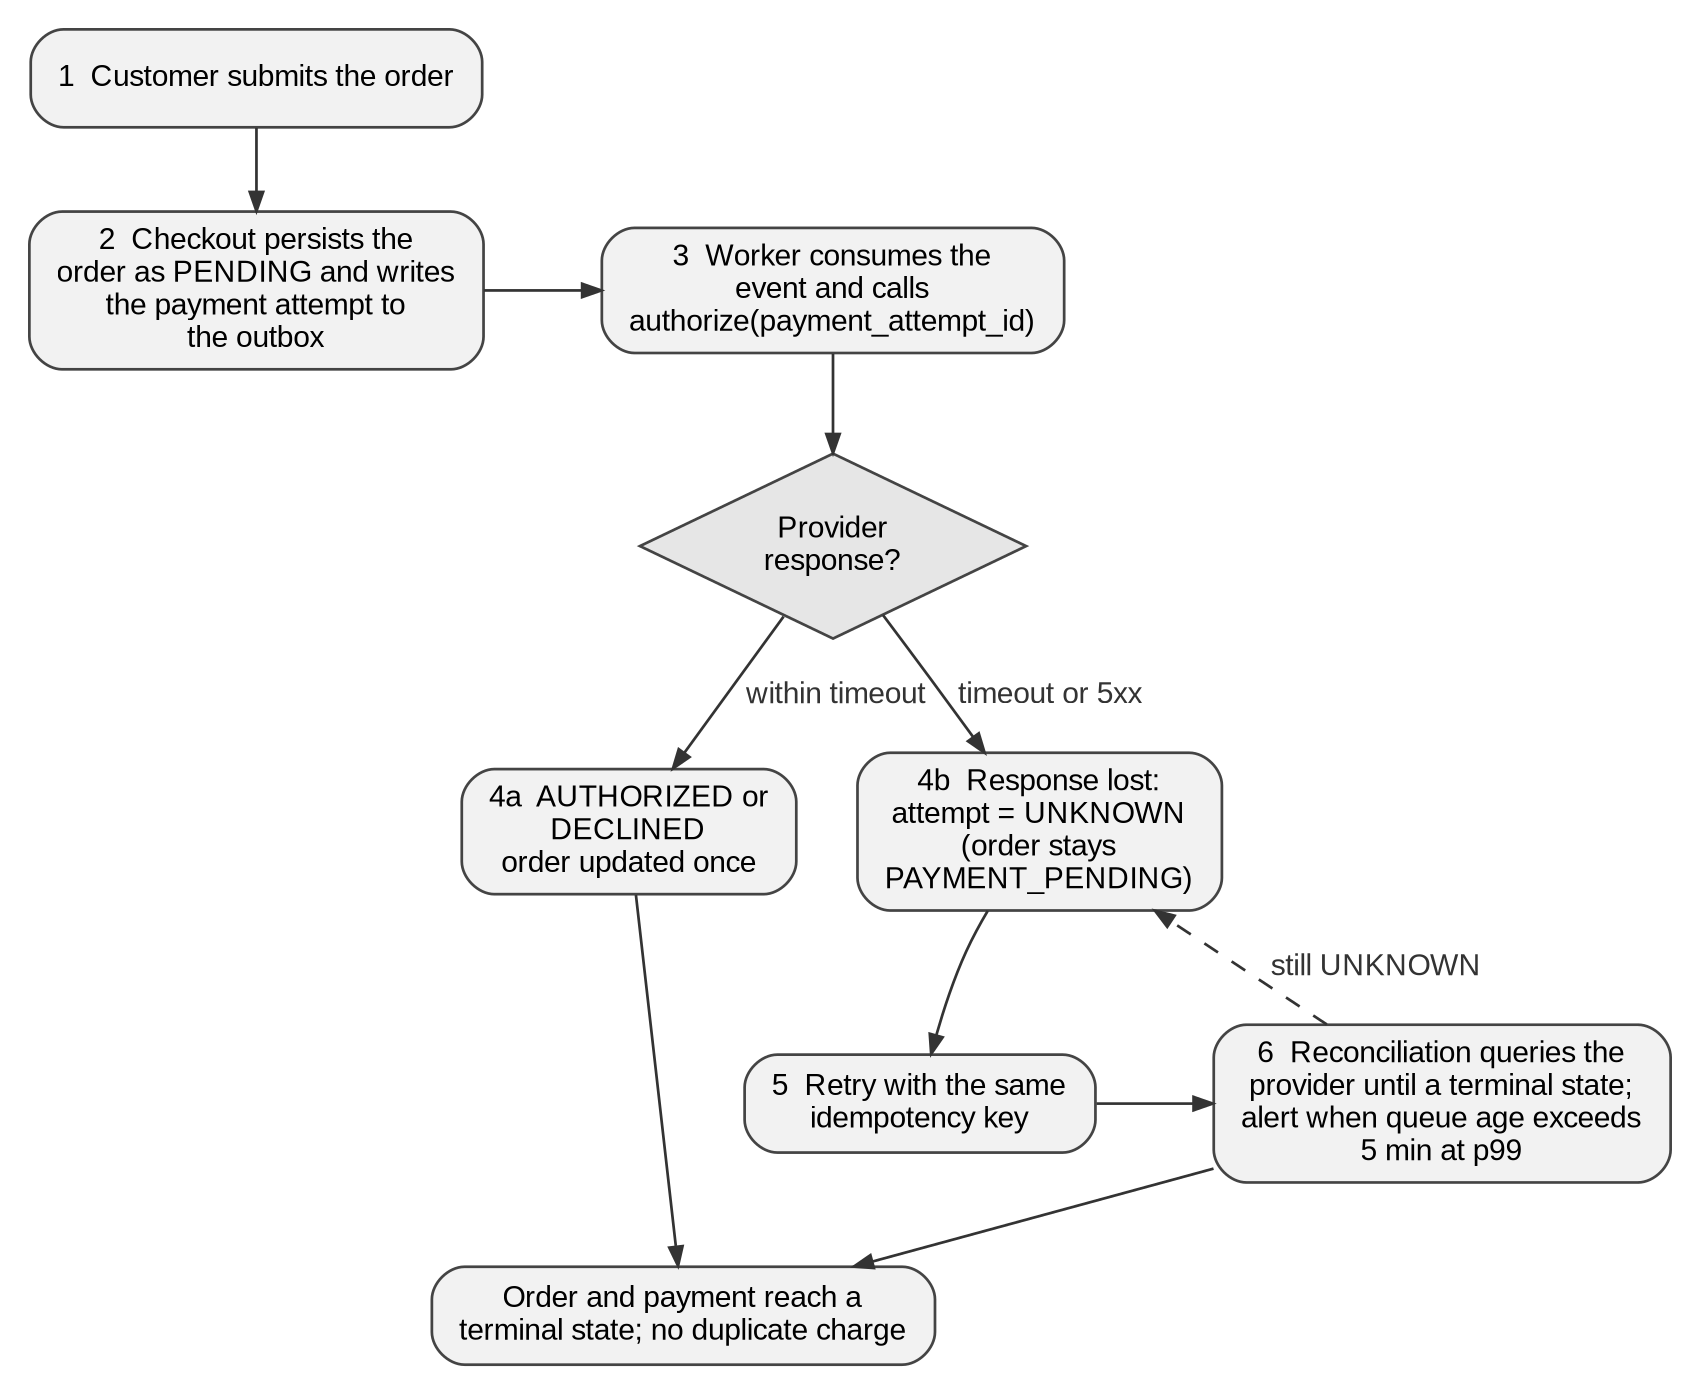 1  Customer submits the order
2  Checkout persists the
order as PENDING and writes
the payment attempt to
the outbox
3  Worker consumes the
event and calls
authorize(payment_attempt_id)
Provider
response?
within timeout
timeout or 5xx
4a  AUTHORIZED or
DECLINED
order updated once
4b  Response lost:
attempt = UNKNOWN
(order stays
PAYMENT_PENDING)
still UNKNOWN
5  Retry with the same
idempotency key
6  Reconciliation queries the
provider until a terminal state;
alert when queue age exceeds
5 min at p99
Order and payment reach a
terminal state; no duplicate charge